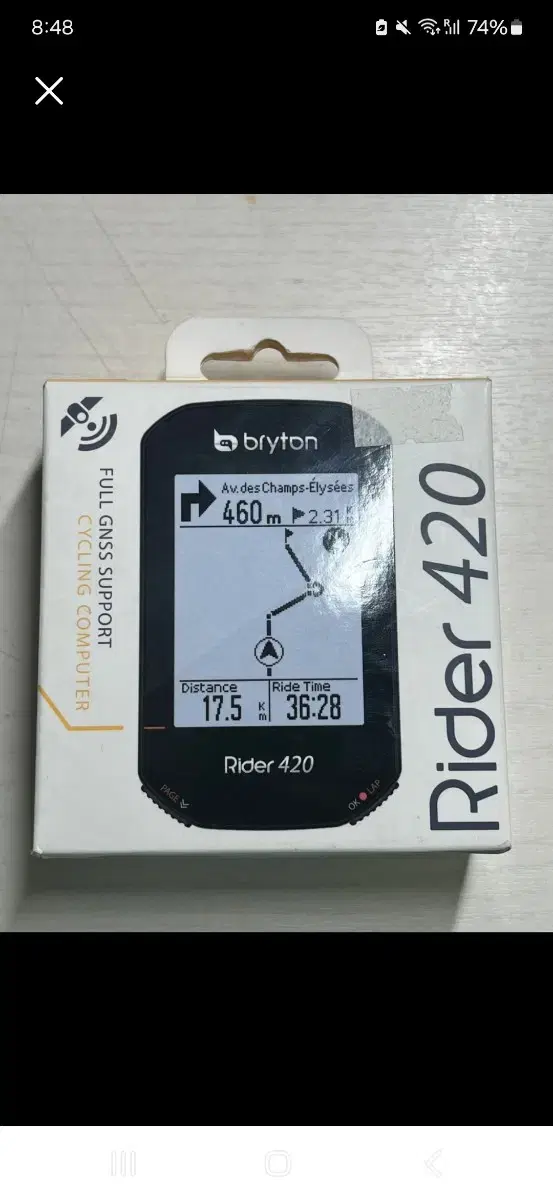 8:48
R
74%
bryton
Av.des Champs-Élysées
460 m
2.31
Distance
17.5 Km
Ride Time
36:28
Rider 420
PAGE
OK LAP
FULL GNSS SUPPORT
CYCLING COMPUTER
Rider 420